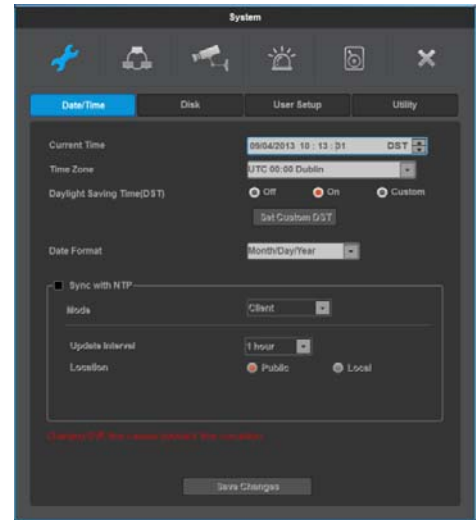 System
Date/Time Disk User Setup Utility
Current Time 09/04/2013 10 : 13 : 01 DST
Time Zone UTC 00:00 Dublin
Daylight Saving Time(DST) Off On Custom
Set Custom DST
Date Format Month/Day/Year
Sync with NTP
Mode Client
Update Interval 1 hour
Location Public Local
Save Changes